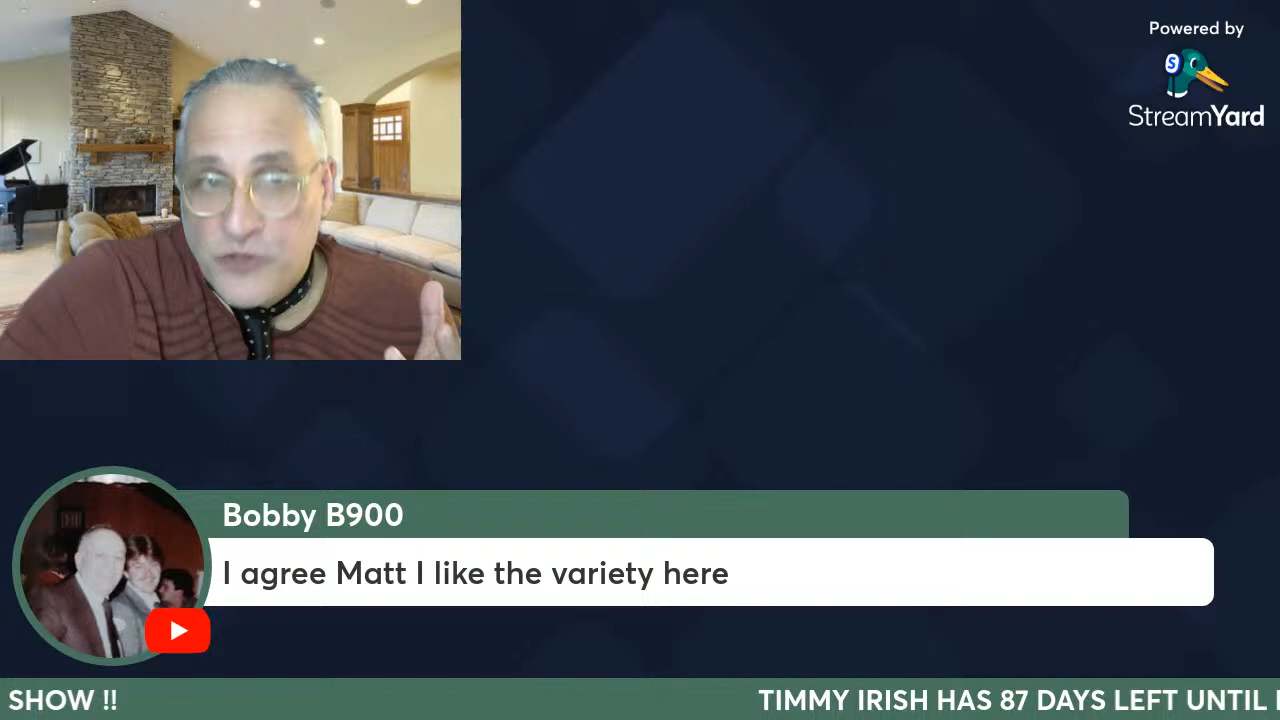 Powered by
S
StreamYard
Bobby B900
I agree Matt I like the variety here
SHOW !!
TIMMY IRISH HAS 87 DAYS LEFT UNTIL